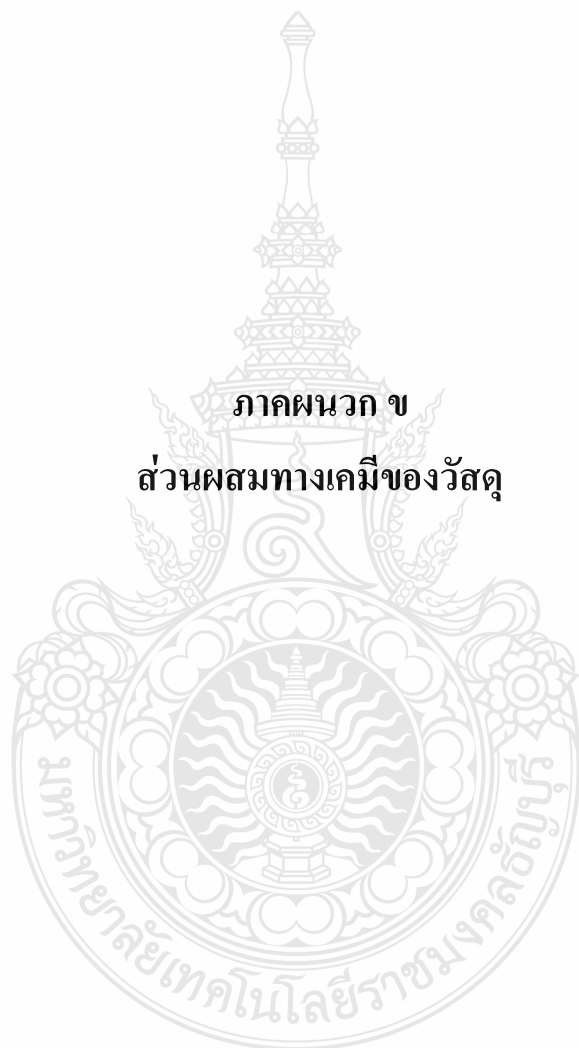 ภาคผนวก ข
ส่วนผสมทางเคมีของวัสดุ
มหาวิทยาลัยเทคโนโลยีราชมงคลธัญบุรี